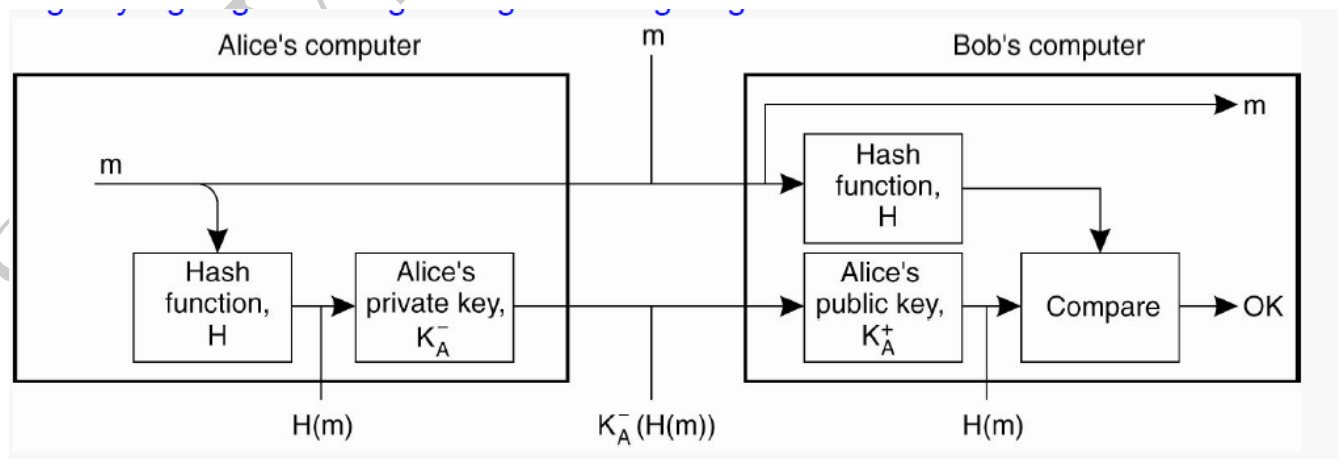 Alice's computer
m
Bob's computer
m
m
Hash
function,
H
Hash
function,
H
Alice's
private key,
K_A^-
Alice's
public key,
K_A^+
Compare
OK
H(m)
K_A^-(H(m))
H(m)